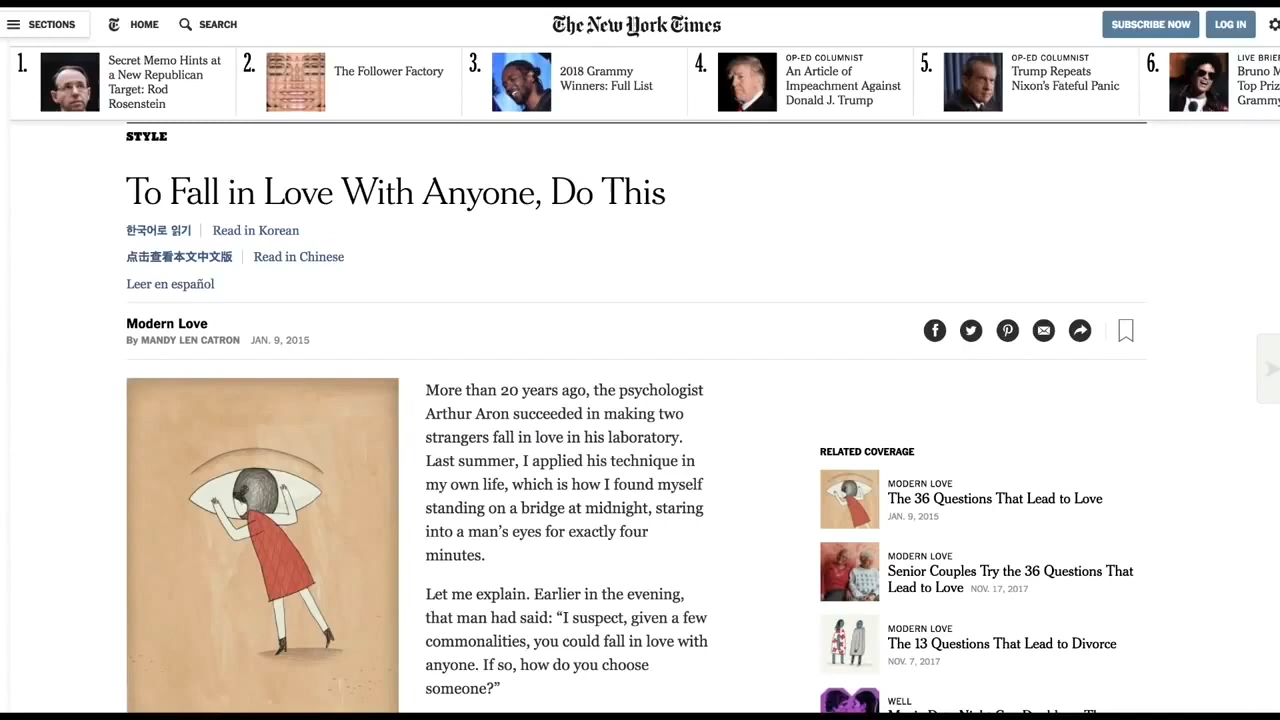 SECTIONS
HOME
SEARCH
The New York Times
SUBSCRIBE NOW
LOG IN
1.
Secret Memo Hints at
a New Republican
Target: Rod
Rosenstein
2.
The Follower Factory
3.
2018 Grammy
Winners: Full List
4.
OP-ED COLUMNIST
An Article of
Impeachment Against
Donald J. Trump
5.
OP-ED COLUMNIST
Trump Repeats
Nixon's Fateful Panic
6.
LIVE BRIEF
Bruno M
Top Priz
Grammy
STYLE
To Fall in Love With Anyone, Do This
한국어로 읽기 | Read in Korean
点击查看本文中文版 | Read in Chinese
Leer en español
Modern Love
By MANDY LEN CATRON JAN. 9, 2015
More than 20 years ago, the psychologist
Arthur Aron succeeded in making two
strangers fall in love in his laboratory.
Last summer, I applied his technique in
my own life, which is how I found myself
standing on a bridge at midnight, staring
into a man's eyes for exactly four
minutes.
Let me explain. Earlier in the evening,
that man had said: “I suspect, given a few
commonalities, you could fall in love with
anyone. If so, how do you choose
someone?”
RELATED COVERAGE
MODERN LOVE
The 36 Questions That Lead to Love
JAN. 9, 2015
MODERN LOVE
Senior Couples Try the 36 Questions That
Lead to Love NOV. 17, 2017
MODERN LOVE
The 13 Questions That Lead to Divorce
NOV. 7, 2017
WELL